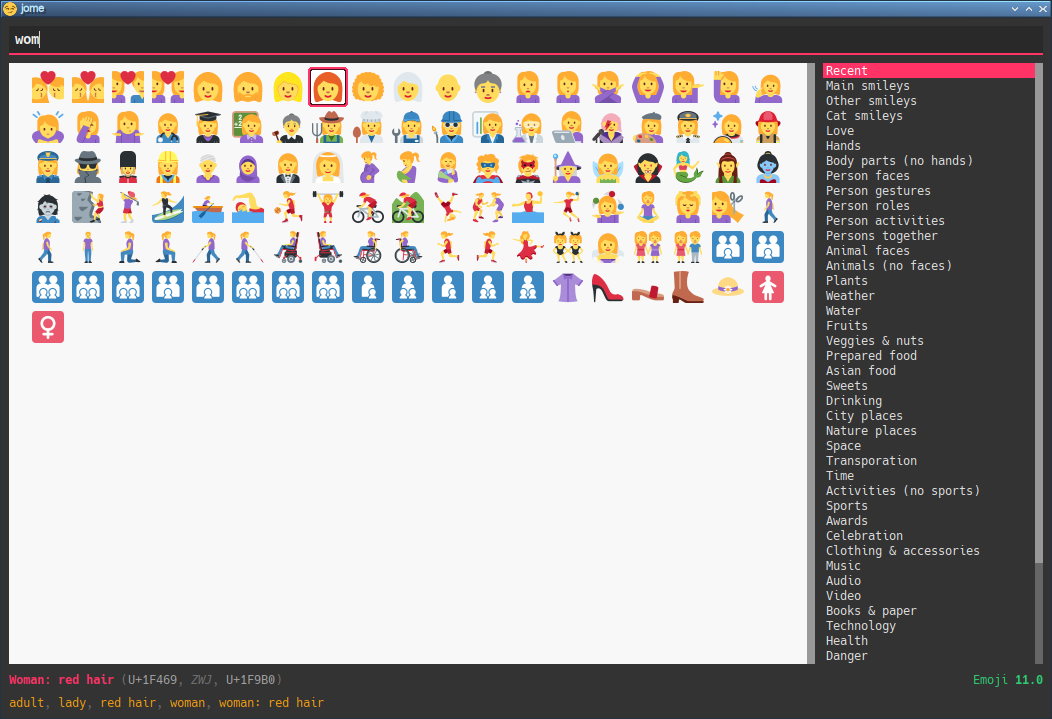 jome
wom
Recent
Main smileys
Other smileys
Cat smileys
Love
Hands
Body parts (no hands)
Person faces
Person gestures
Person roles
Person activities
Persons together
Animal faces
Animals (no faces)
Plants
Weather
Water
Fruits
Veggies & nuts
Prepared food
Asian food
Sweets
Drinking
City places
Nature places
Space
Transporation
Time
Activities (no sports)
Sports
Awards
Celebration
Clothing & accessories
Music
Audio
Video
Books & paper
Technology
Health
Danger
Woman: red hair (U+1F469, ZWJ, U+1F9B0)
Emoji 11.0
adult, lady, red hair, woman, woman: red hair